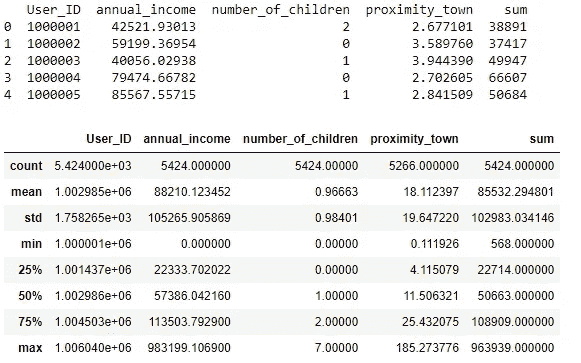 User_ID annual_income number_of_children proximity_town sum
0 1000001 42521.93013 2 2.677101 38891
1 1000002 59199.36954 0 3.589760 37417
2 1000003 40056.02938 1 3.944390 49947
3 1000004 79474.66782 0 2.702605 66607
4 1000005 85567.55715 1 2.841509 50684
User_ID annual_income number_of_children proximity_town sum
count 5.424000e+03 5424.000000 5424.00000 5266.000000 5424.000000
mean 1.002985e+06 88210.123452 0.96663 18.112397 85532.294801
std 1.758265e+03 105265.905869 0.98401 19.647220 102983.034146
min 1.000001e+06 0.000000 0.00000 0.111926 568.000000
25% 1.001437e+06 22333.702022 0.00000 4.115079 22714.000000
50% 1.002986e+06 57386.042160 1.00000 11.506321 50663.000000
75% 1.004503e+06 113503.792900 2.00000 25.432075 108909.000000
max 1.006040e+06 983199.106900 7.00000 185.273776 963939.000000